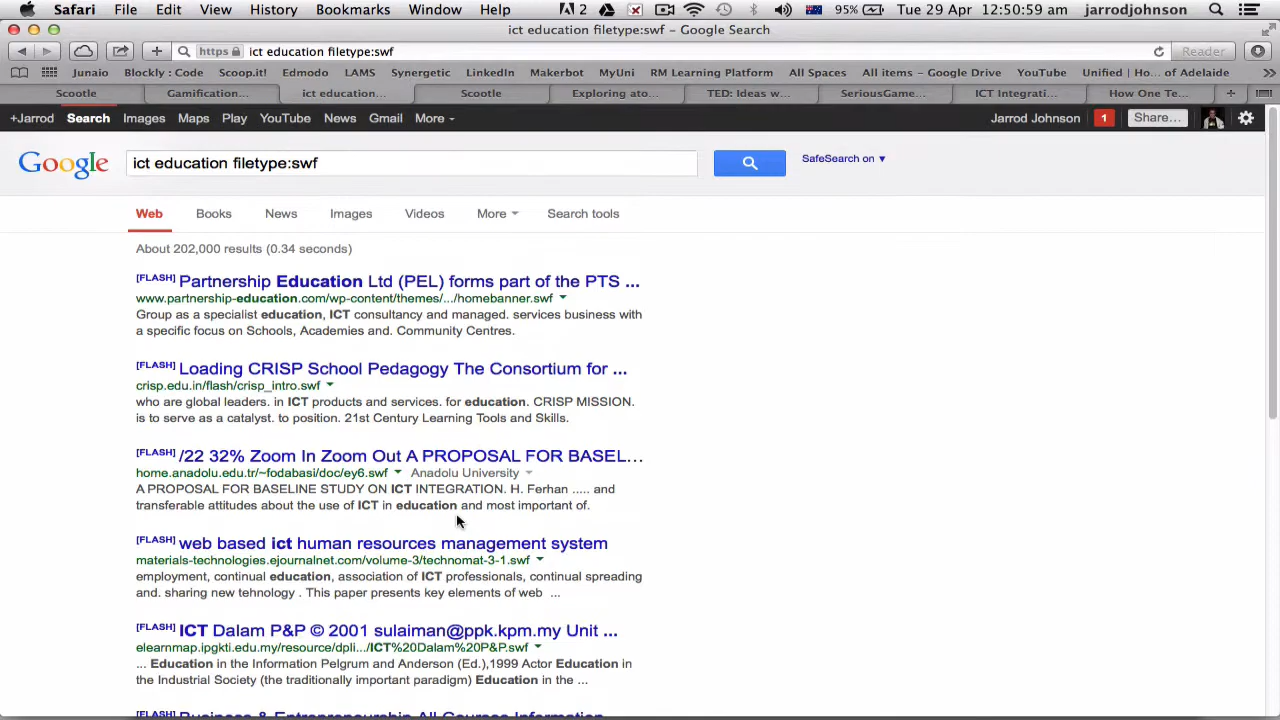 Safari File Edit View History Bookmarks Window Help 2 95% Tue 29 Apr 12:50:59 am jarrodjohnson
ict education filetype:swf - Google Search
https ict education filetype:swf Reader
Junaio Blockly : Code Scoop.it! Edmodo LAMS Synergetic LinkedIn Makerbot MyUni RM Learning Platform All Spaces All items - Google Drive YouTube Unified | Ho... of Adelaide
Scootle Gamification... ict education... Scootle Exploring ato... TED: Ideas w... SeriousGame... ICT Integrati... How One Te...
+Jarrod Search Images Maps Play YouTube News Gmail More Jarrod Johnson 1 Share...
Google ict education filetype:swf SafeSearch on
Web Books News Images Videos More Search tools
About 202,000 results (0.34 seconds)
[FLASH] Partnership Education Ltd (PEL) forms part of the PTS ...
www.partnership-education.com/wp-content/themes/.../homebanner.swf
Group as a specialist education, ICT consultancy and managed. services business with
a specific focus on Schools, Academies and. Community Centres.
[FLASH] Loading CRISP School Pedagogy The Consortium for ...
crisp.edu.in/flash/crisp_intro.swf
who are global leaders. in ICT products and services. for education. CRISP MISSION.
is to serve as a catalyst. to position. 21st Century Learning Tools and Skills.
[FLASH] /22 32% Zoom In Zoom Out A PROPOSAL FOR BASEL...
home.anadolu.edu.tr/~fodabasi/doc/ey6.swf Anadolu University
A PROPOSAL FOR BASELINE STUDY ON ICT INTEGRATION. H. Ferhan ..... and
transferable attitudes about the use of ICT in education and most important of.
[FLASH] web based ict human resources management system
materials-technologies.ejournalnet.com/volume-3/technomat-3-1.swf
employment, continual education, association of ICT professionals, continual spreading
and. sharing new tehnology . This paper presents key elements of web ...
[FLASH] ICT Dalam P&P © 2001 sulaiman@ppk.kpm.my Unit ...
elearnmap.ipgkti.edu.my/resource/dpli.../ICT%20Dalam%20P&P.swf
... Education in the Information Pelgrum and Anderson (Ed.),1999 Actor Education in
the Industrial Society (the traditionally important paradigm) Education in the ...
[FLASH] Business & Entrepreneurship All Courses Information